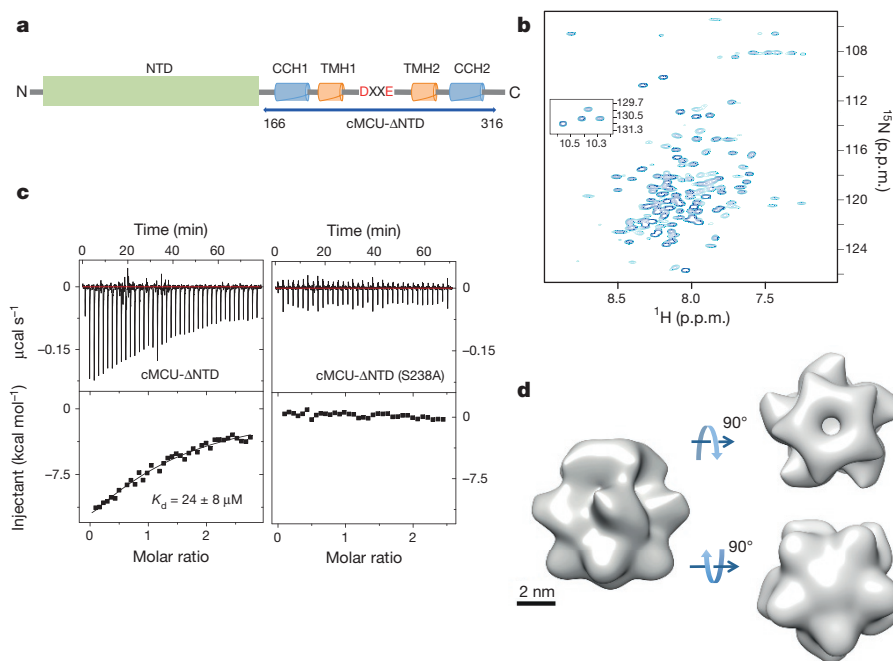 a
NTD
CCH1 TMH1 TMH2 CCH2
N DXXE C
166 cMCU-ΔNTD 316
b
108
112
116
120
124
¹⁵N (p.p.m.)
129.7
130.5
131.3
10.5 10.3
8.5 8.0 7.5
¹H (p.p.m.)
c
Time (min) Time (min)
0 20 40 60 0 20 40 60
0 0
μcal s⁻¹
−0.15 −0.15
cMCU-ΔNTD cMCU-ΔNTD (S238A)
0 0
Injectant (kcal mol⁻¹)
−7.5 −7.5
Kd = 24 ± 8 μM
0 1 2 0 1 2
Molar ratio Molar ratio
d
90°
90°
2 nm